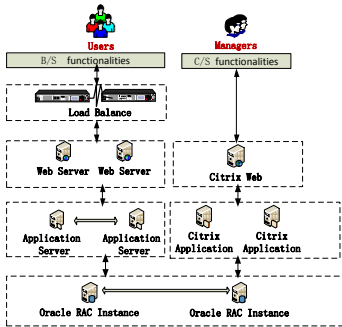 Users
Managers
B/S functionalities
C/S functionalities
Load Balance
Web Server
Web Server
Citrix Web
Application Server
Application Server
Citrix Application
Citrix Application
Oracle RAC Instance
Oracle RAC Instance